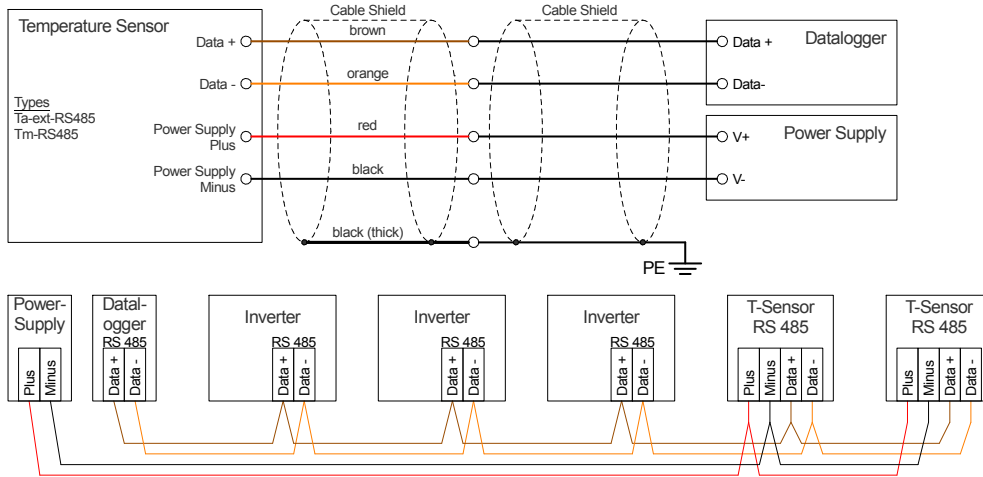 Cable Shield
Cable Shield
Temperature Sensor
brown
Data +
Data +
Datalogger
orange
Data -
Data-
Types
Ta-ext-RS485
Tm-RS485
Power Supply
Plus
red
V+
Power Supply
Power Supply
Minus
black
V-
black (thick)
PE
Power-
Supply
Plus
Minus
Datal-
ogger
RS 485
Data +
Data -
Inverter
RS 485
Data +
Data -
Inverter
RS 485
Data +
Data -
Inverter
RS 485
Data +
Data -
T-Sensor
RS 485
Plus
Minus
Data +
Data -
T-Sensor
RS 485
Plus
Minus
Data +
Data -